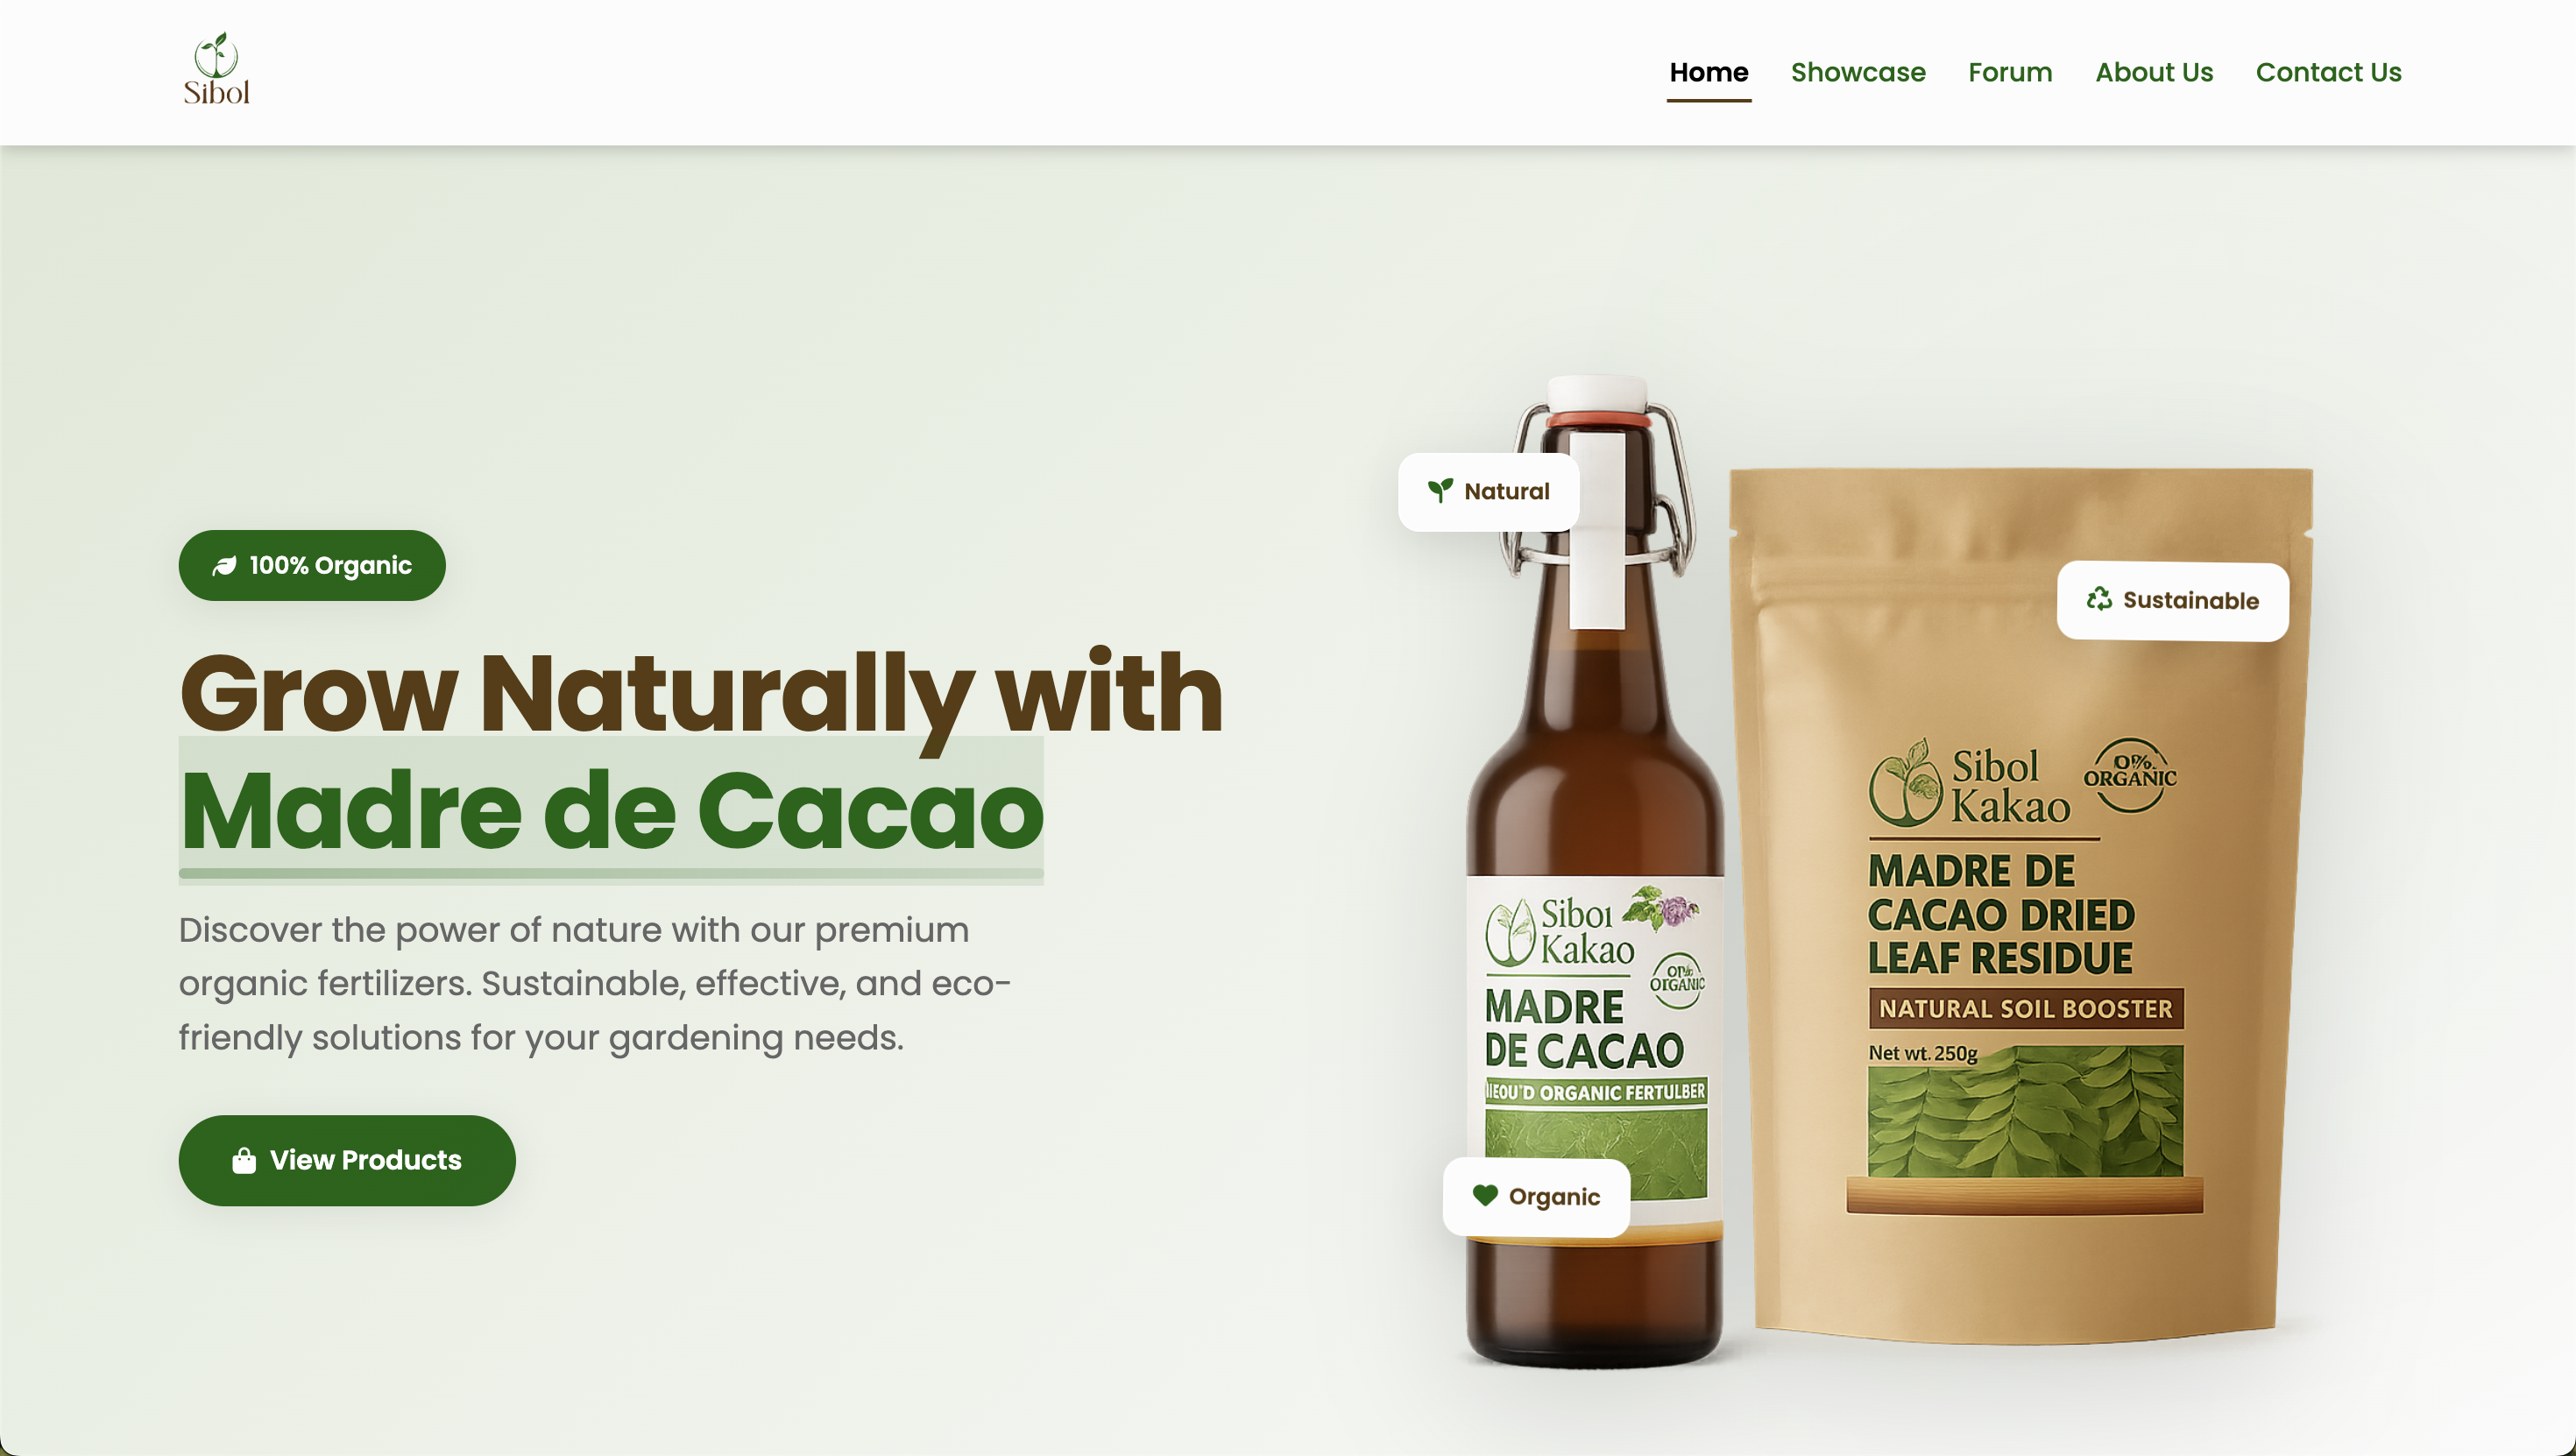 Sibol
Home Showcase Forum About Us Contact Us
100% Organic
Grow Naturally with
Madre de Cacao
Discover the power of nature with our premium
organic fertilizers. Sustainable, effective, and eco-
friendly solutions for your gardening needs.
View Products
Natural
Sustainable
Organic
Sibol
Kakao
ORGANIC
MADRE
DE CACAO
ORGANIC FERTULBER
Sibol
Kakao
0%
ORGANIC
MADRE DE
CACAO DRIED
LEAF RESIDUE
NATURAL SOIL BOOSTER
Net wt. 250g